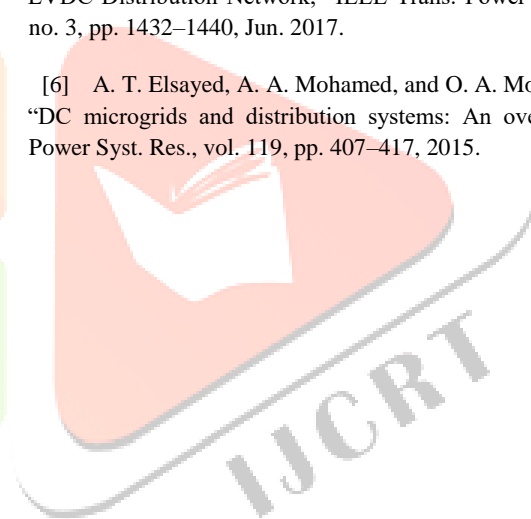 LVDC Distribution Network,” IEEE Trans. Power
no. 3, pp. 1432–1440, Jun. 2017.
[6] A. T. Elsayed, A. A. Mohamed, and O. A. Mo
“DC microgrids and distribution systems: An ove
Power Syst. Res., vol. 119, pp. 407–417, 2015.
IJCRT